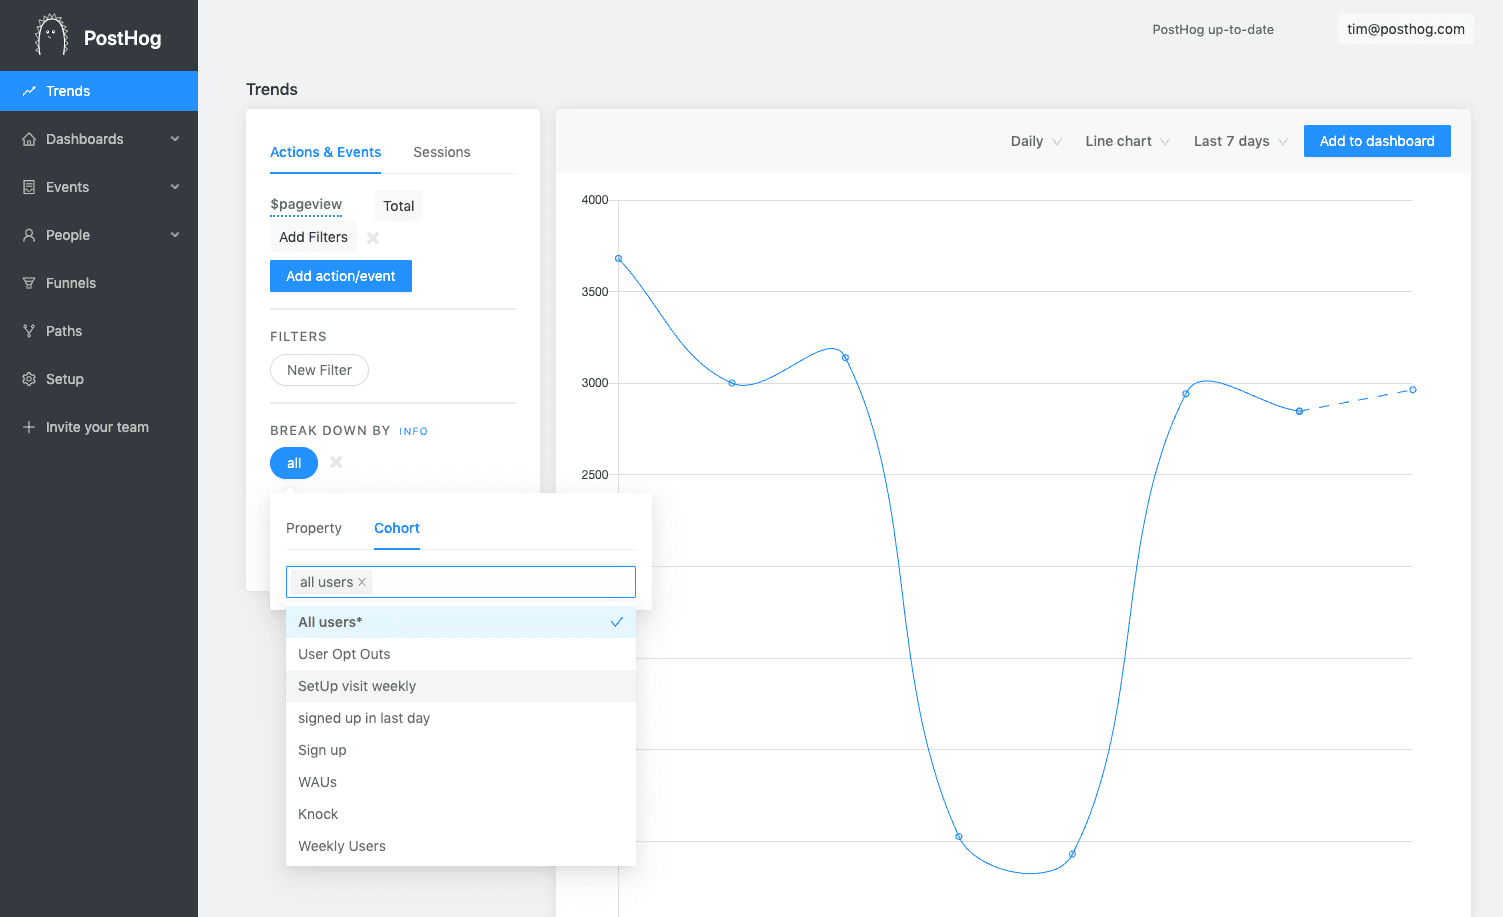 PostHog
PostHog up-to-date
tim@posthog.com
Trends
Dashboards
Events
People
Funnels
Paths
Setup
Invite your team
Trends
Actions & Events
Sessions
$pageview
Total
Add Filters
Add action/event
FILTERS
New Filter
BREAK DOWN BY INFO
all
Property
Cohort
all users
All users*
User Opt Outs
SetUp visit weekly
signed up in last day
Sign up
WAUs
Knock
Weekly Users
Daily
Line chart
Last 7 days
Add to dashboard
4000
3500
3000
2500